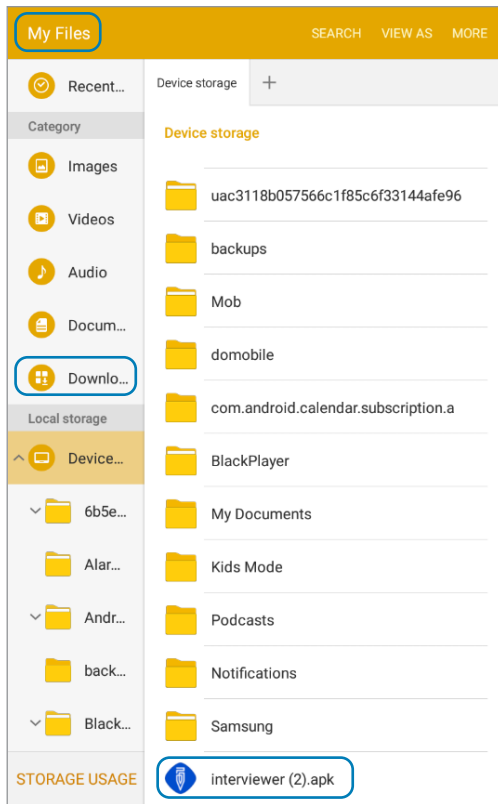 My Files
SEARCH VIEW AS MORE
Recent...
Category
Images
Videos
Audio
Docum...
Downlo...
Local storage
Device...
6b5e...
Alar...
Andr...
back...
Black...
STORAGE USAGE
Device storage +
Device storage
uac3118b057566c1f85c6f33144afe96
backups
Mob
domobile
com.android.calendar.subscription.a
BlackPlayer
My Documents
Kids Mode
Podcasts
Notifications
Samsung
interviewer (2).apk